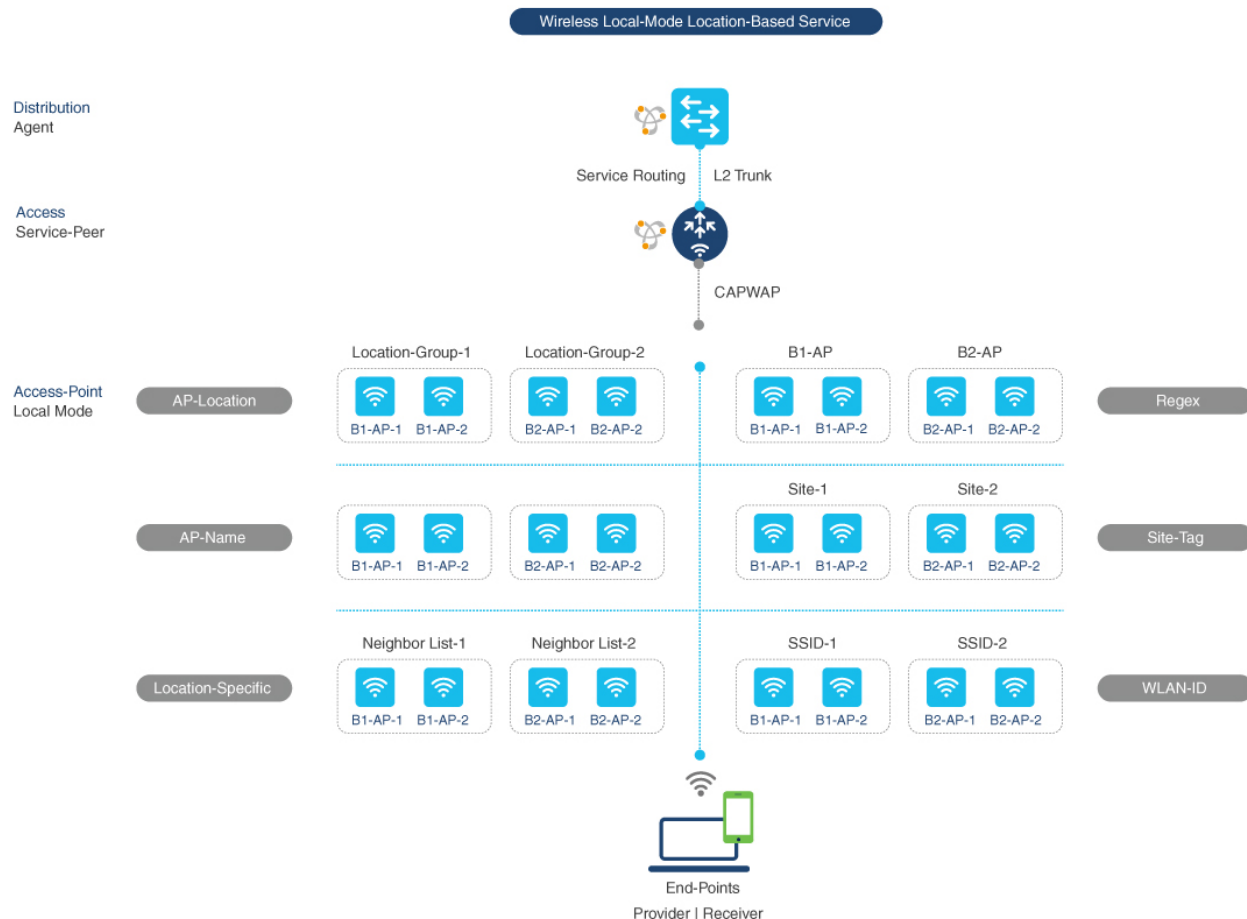 Wireless Local-Mode Location-Based Service
Distribution
Agent
Service Routing L2 Trunk
Access
Service-Peer
CAPWAP
Location-Group-1 Location-Group-2 B1-AP B2-AP
Access-Point
Local Mode
AP-Location
Regex
B1-AP-1 B1-AP-2 B2-AP-1 B2-AP-2 B1-AP-1 B1-AP-2 B2-AP-1 B2-AP-2
Site-1 Site-2
AP-Name
Site-Tag
B1-AP-1 B1-AP-2 B2-AP-1 B2-AP-2 B1-AP-1 B1-AP-2 B2-AP-1 B2-AP-2
Neighbor List-1 Neighbor List-2 SSID-1 SSID-2
Location-Specific
WLAN-ID
B1-AP-1 B1-AP-2 B2-AP-1 B2-AP-2 B1-AP-1 B1-AP-2 B2-AP-1 B2-AP-2
End-Points
Provider | Receiver